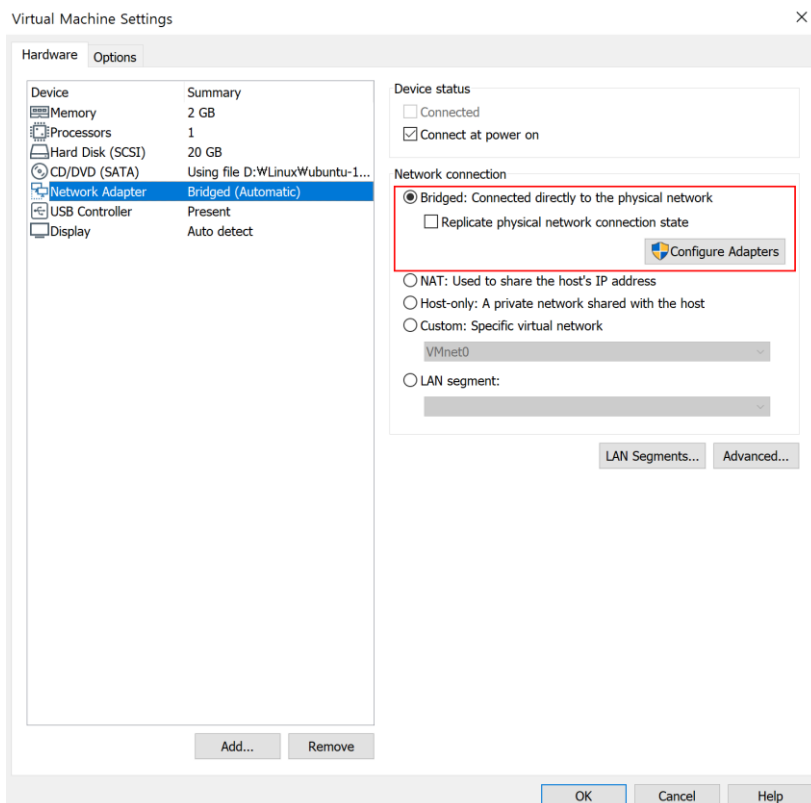 Virtual Machine Settings
Hardware
Options
Device Summary
Memory 2 GB
Processors 1
Hard Disk (SCSI) 20 GB
CD/DVD (SATA) Using file D:₩Linux₩ubuntu-1...
Network Adapter Bridged (Automatic)
USB Controller Present
Display Auto detect
Add...
Remove
Device status
Connected
Connect at power on
Network connection
Bridged: Connected directly to the physical network
Replicate physical network connection state
Configure Adapters
NAT: Used to share the host's IP address
Host-only: A private network shared with the host
Custom: Specific virtual network
VMnet0
LAN segment:
LAN Segments...
Advanced...
OK
Cancel
Help